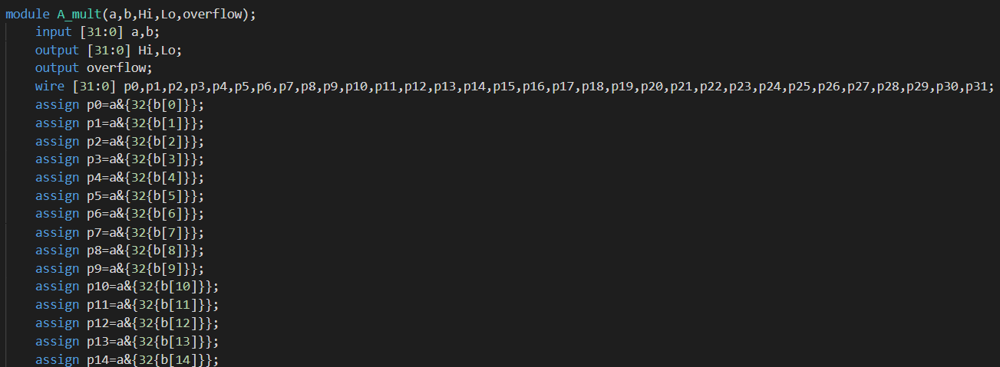 module A_mult(a,b,Hi,Lo,overflow);
input [31:0] a,b;
output [31:0] Hi,Lo;
output overflow;
wire [31:0] p0,p1,p2,p3,p4,p5,p6,p7,p8,p9,p10,p11,p12,p13,p14,p15,p16,p17,p18,p19,p20,p21,p22,p23,p24,p25,p26,p27,p28,p29,p30,p31;
assign p0=a&{32{b[0]}};
assign p1=a&{32{b[1]}};
assign p2=a&{32{b[2]}};
assign p3=a&{32{b[3]}};
assign p4=a&{32{b[4]}};
assign p5=a&{32{b[5]}};
assign p6=a&{32{b[6]}};
assign p7=a&{32{b[7]}};
assign p8=a&{32{b[8]}};
assign p9=a&{32{b[9]}};
assign p10=a&{32{b[10]}};
assign p11=a&{32{b[11]}};
assign p12=a&{32{b[12]}};
assign p13=a&{32{b[13]}};
assign p14=a&{32{b[14]}};